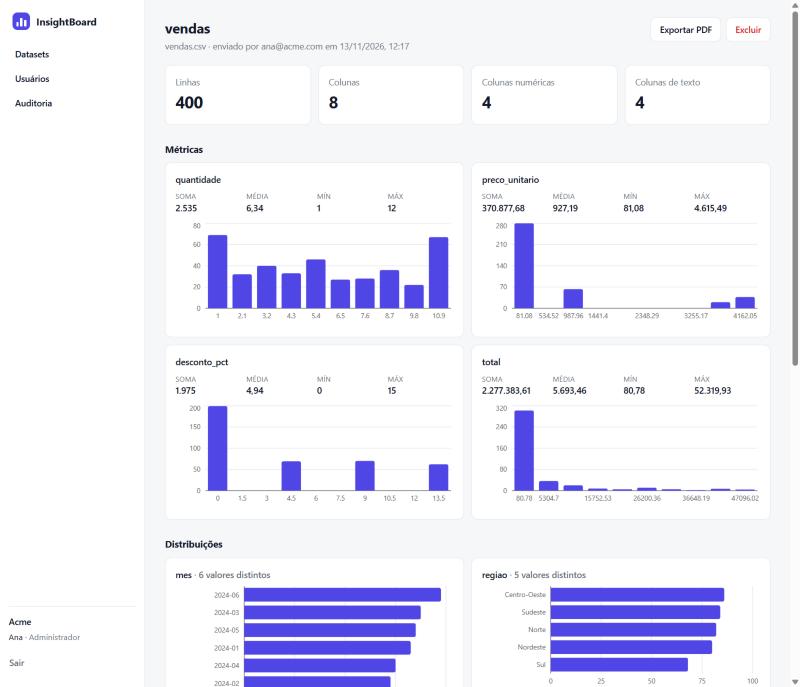 InsightBoard
Datasets
Usuários
Auditoria
Acme
Ana · Administrador
Sair
vendas
vendas.csv · enviado por ana@acme.com em 13/11/2026, 12:17
Exportar PDF
Excluir
Linhas
400
Colunas
8
Colunas numéricas
4
Colunas de texto
4
Métricas
quantidade
SOMA MÉDIA MÍN MÁX
2.535 6,34 1 12
80
60
40
20
0
1 2.1 3.2 4.3 5.4 6.5 7.6 8.7 9.8 10.9
preco_unitario
SOMA MÉDIA MÍN MÁX
370.877,68 927,19 81,08 4.615,49
280
210
140
70
0
81.08 534.52 987.96 1441.4 2348.29 3255.17 4162.05
desconto_pct
SOMA MÉDIA MÍN MÁX
1.975 4,94 0 15
200
150
100
50
0
0 1.5 3 4.5 6 7.5 9 10.5 12 13.5
total
SOMA MÉDIA MÍN MÁX
2.277.383,61 5.693,46 80,78 52.319,93
320
240
160
80
0
80.78 5304.7 15752.53 26200.36 36648.19 47096.02
Distribuições
mes · 6 valores distintos
2024-06
2024-03
2024-05
2024-01
2024-04
2024-02
regiao · 5 valores distintos
Centro-Oeste
Sudeste
Norte
Nordeste
Sul
0 25 50 75 100